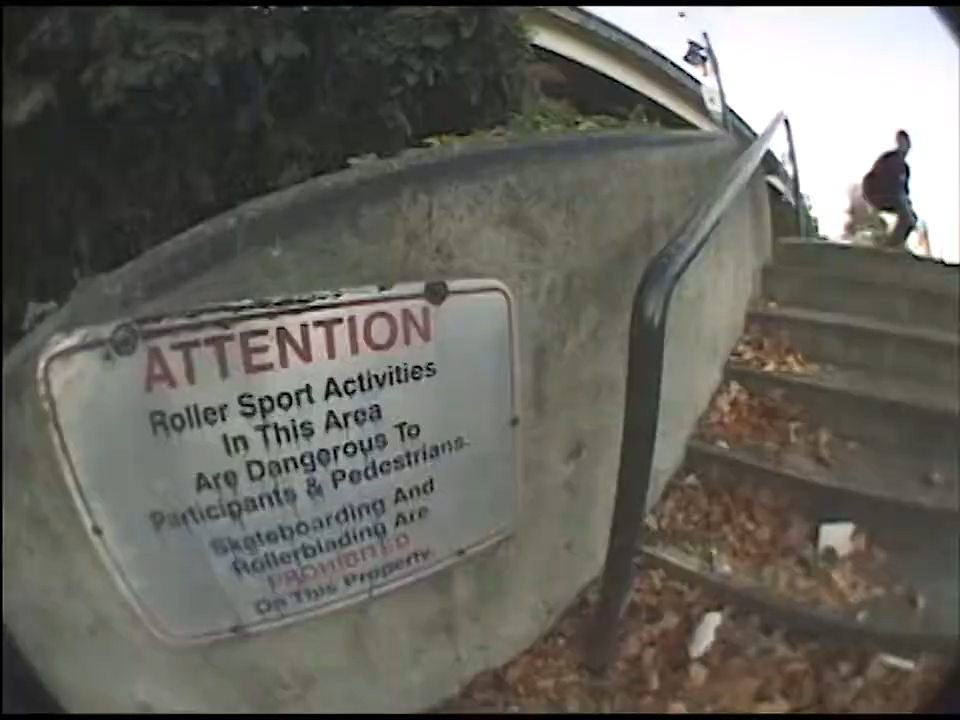 ATTENTION
Roller Sport Activities
In This Area
Are Dangerous To
Participants & Pedestrians.
Skateboarding And
Rollerblading Are
PROHIBITED
On This Property.